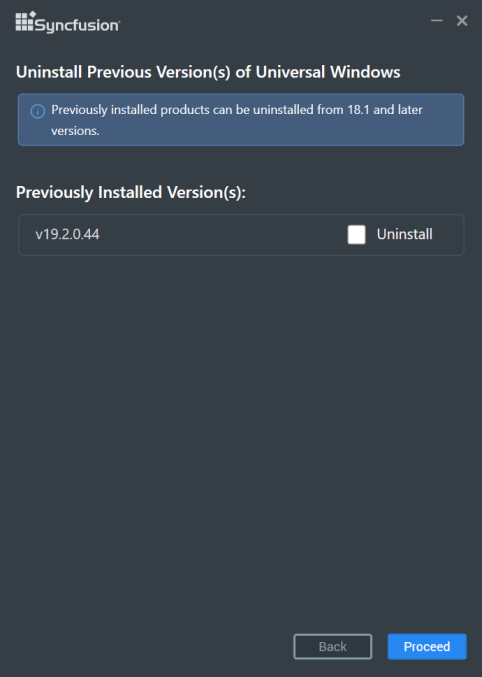 Syncfusion
Uninstall Previous Version(s) of Universal Windows
Previously installed products can be uninstalled from 18.1 and later
versions.
Previously Installed Version(s):
v19.2.0.44 Uninstall
Back Proceed